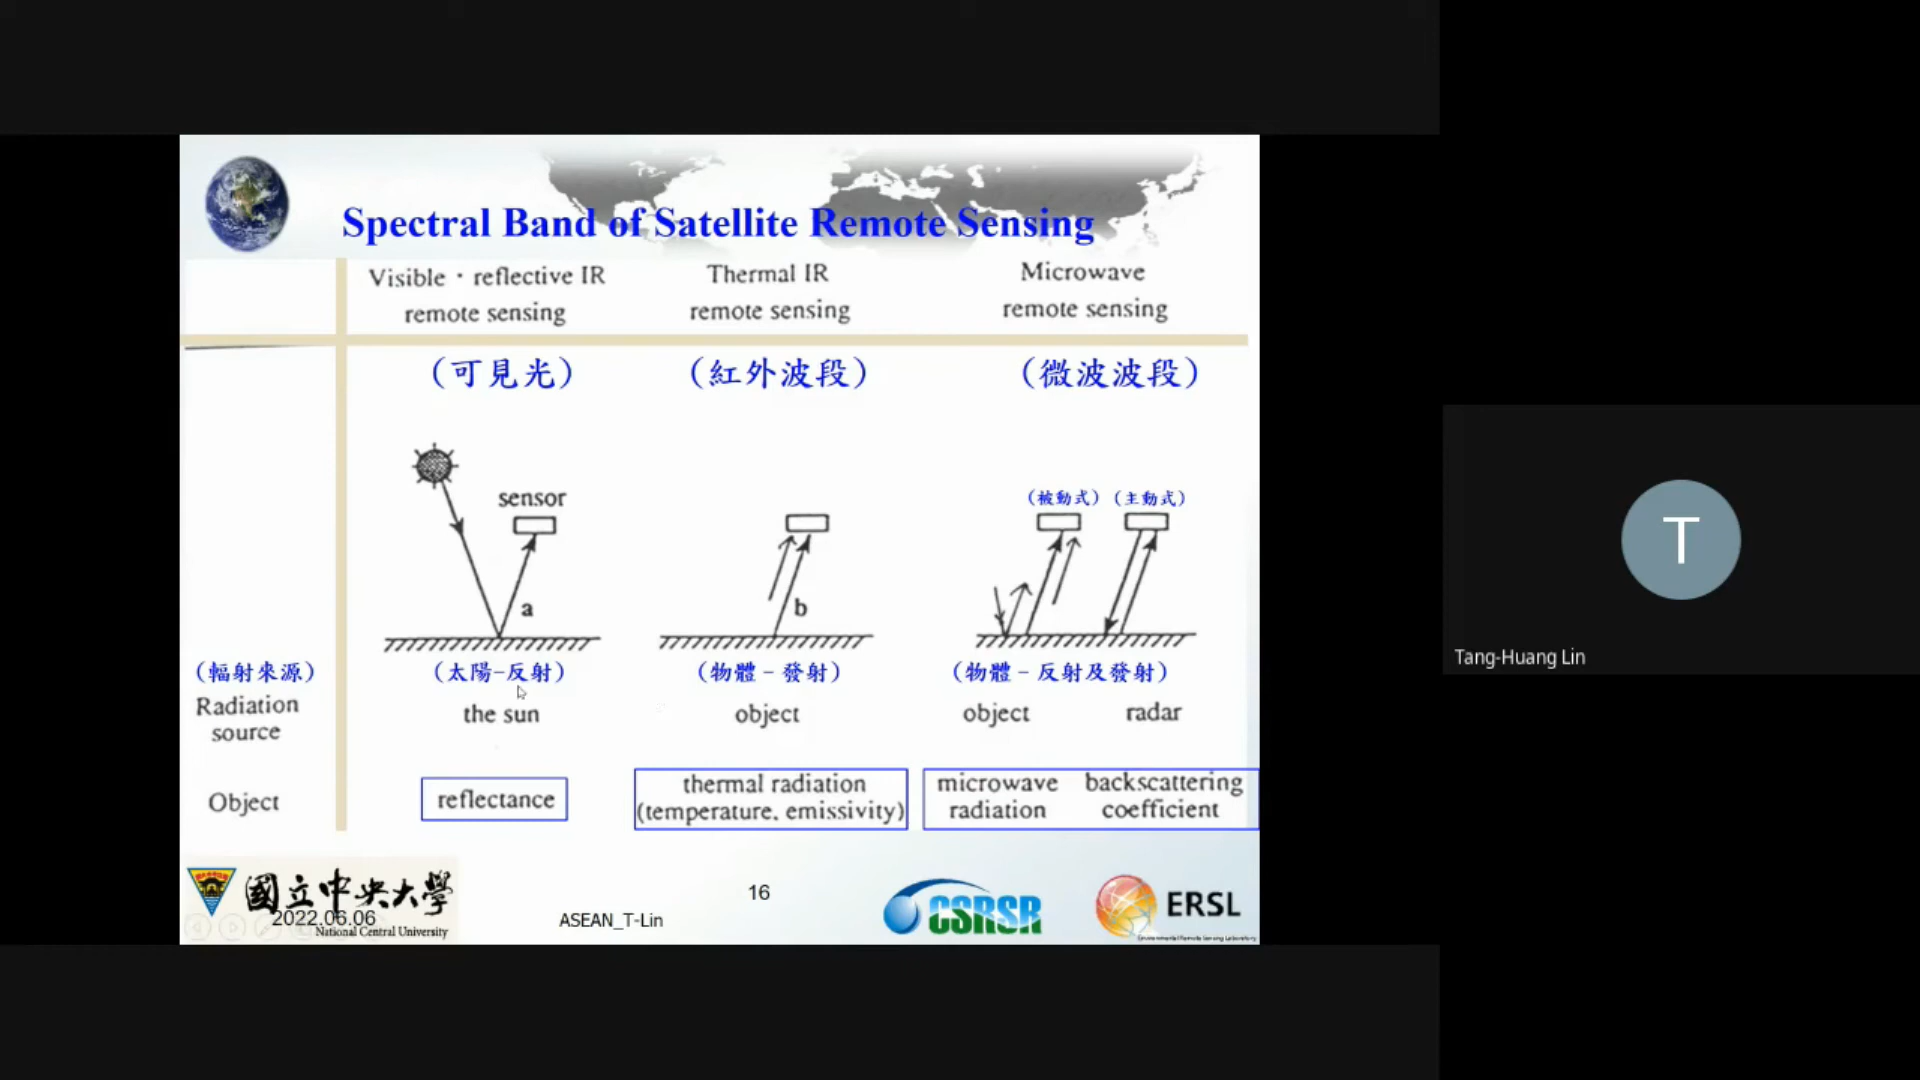 Spectral Band of Satellite Remote Sensing
Visible・reflective IR
remote sensing
Thermal IR
remote sensing
Microwave
remote sensing
(可見光)
(紅外波段)
(微波波段)
sensor
(被動式)
(主動式)
a
b
(輻射來源)
(太陽-反射)
(物體-發射)
(物體-反射及發射)
Radiation
source
the sun
object
object
radar
Object
reflectance
thermal radiation
(temperature, emissivity)
microwave
radiation
backscattering
coefficient
國立中央大學
National Central University
2022.06.06
ASEAN_T-Lin
16
CSRSR
ERSL
Environmental Remote Sensing Laboratory
T
Tang-Huang Lin